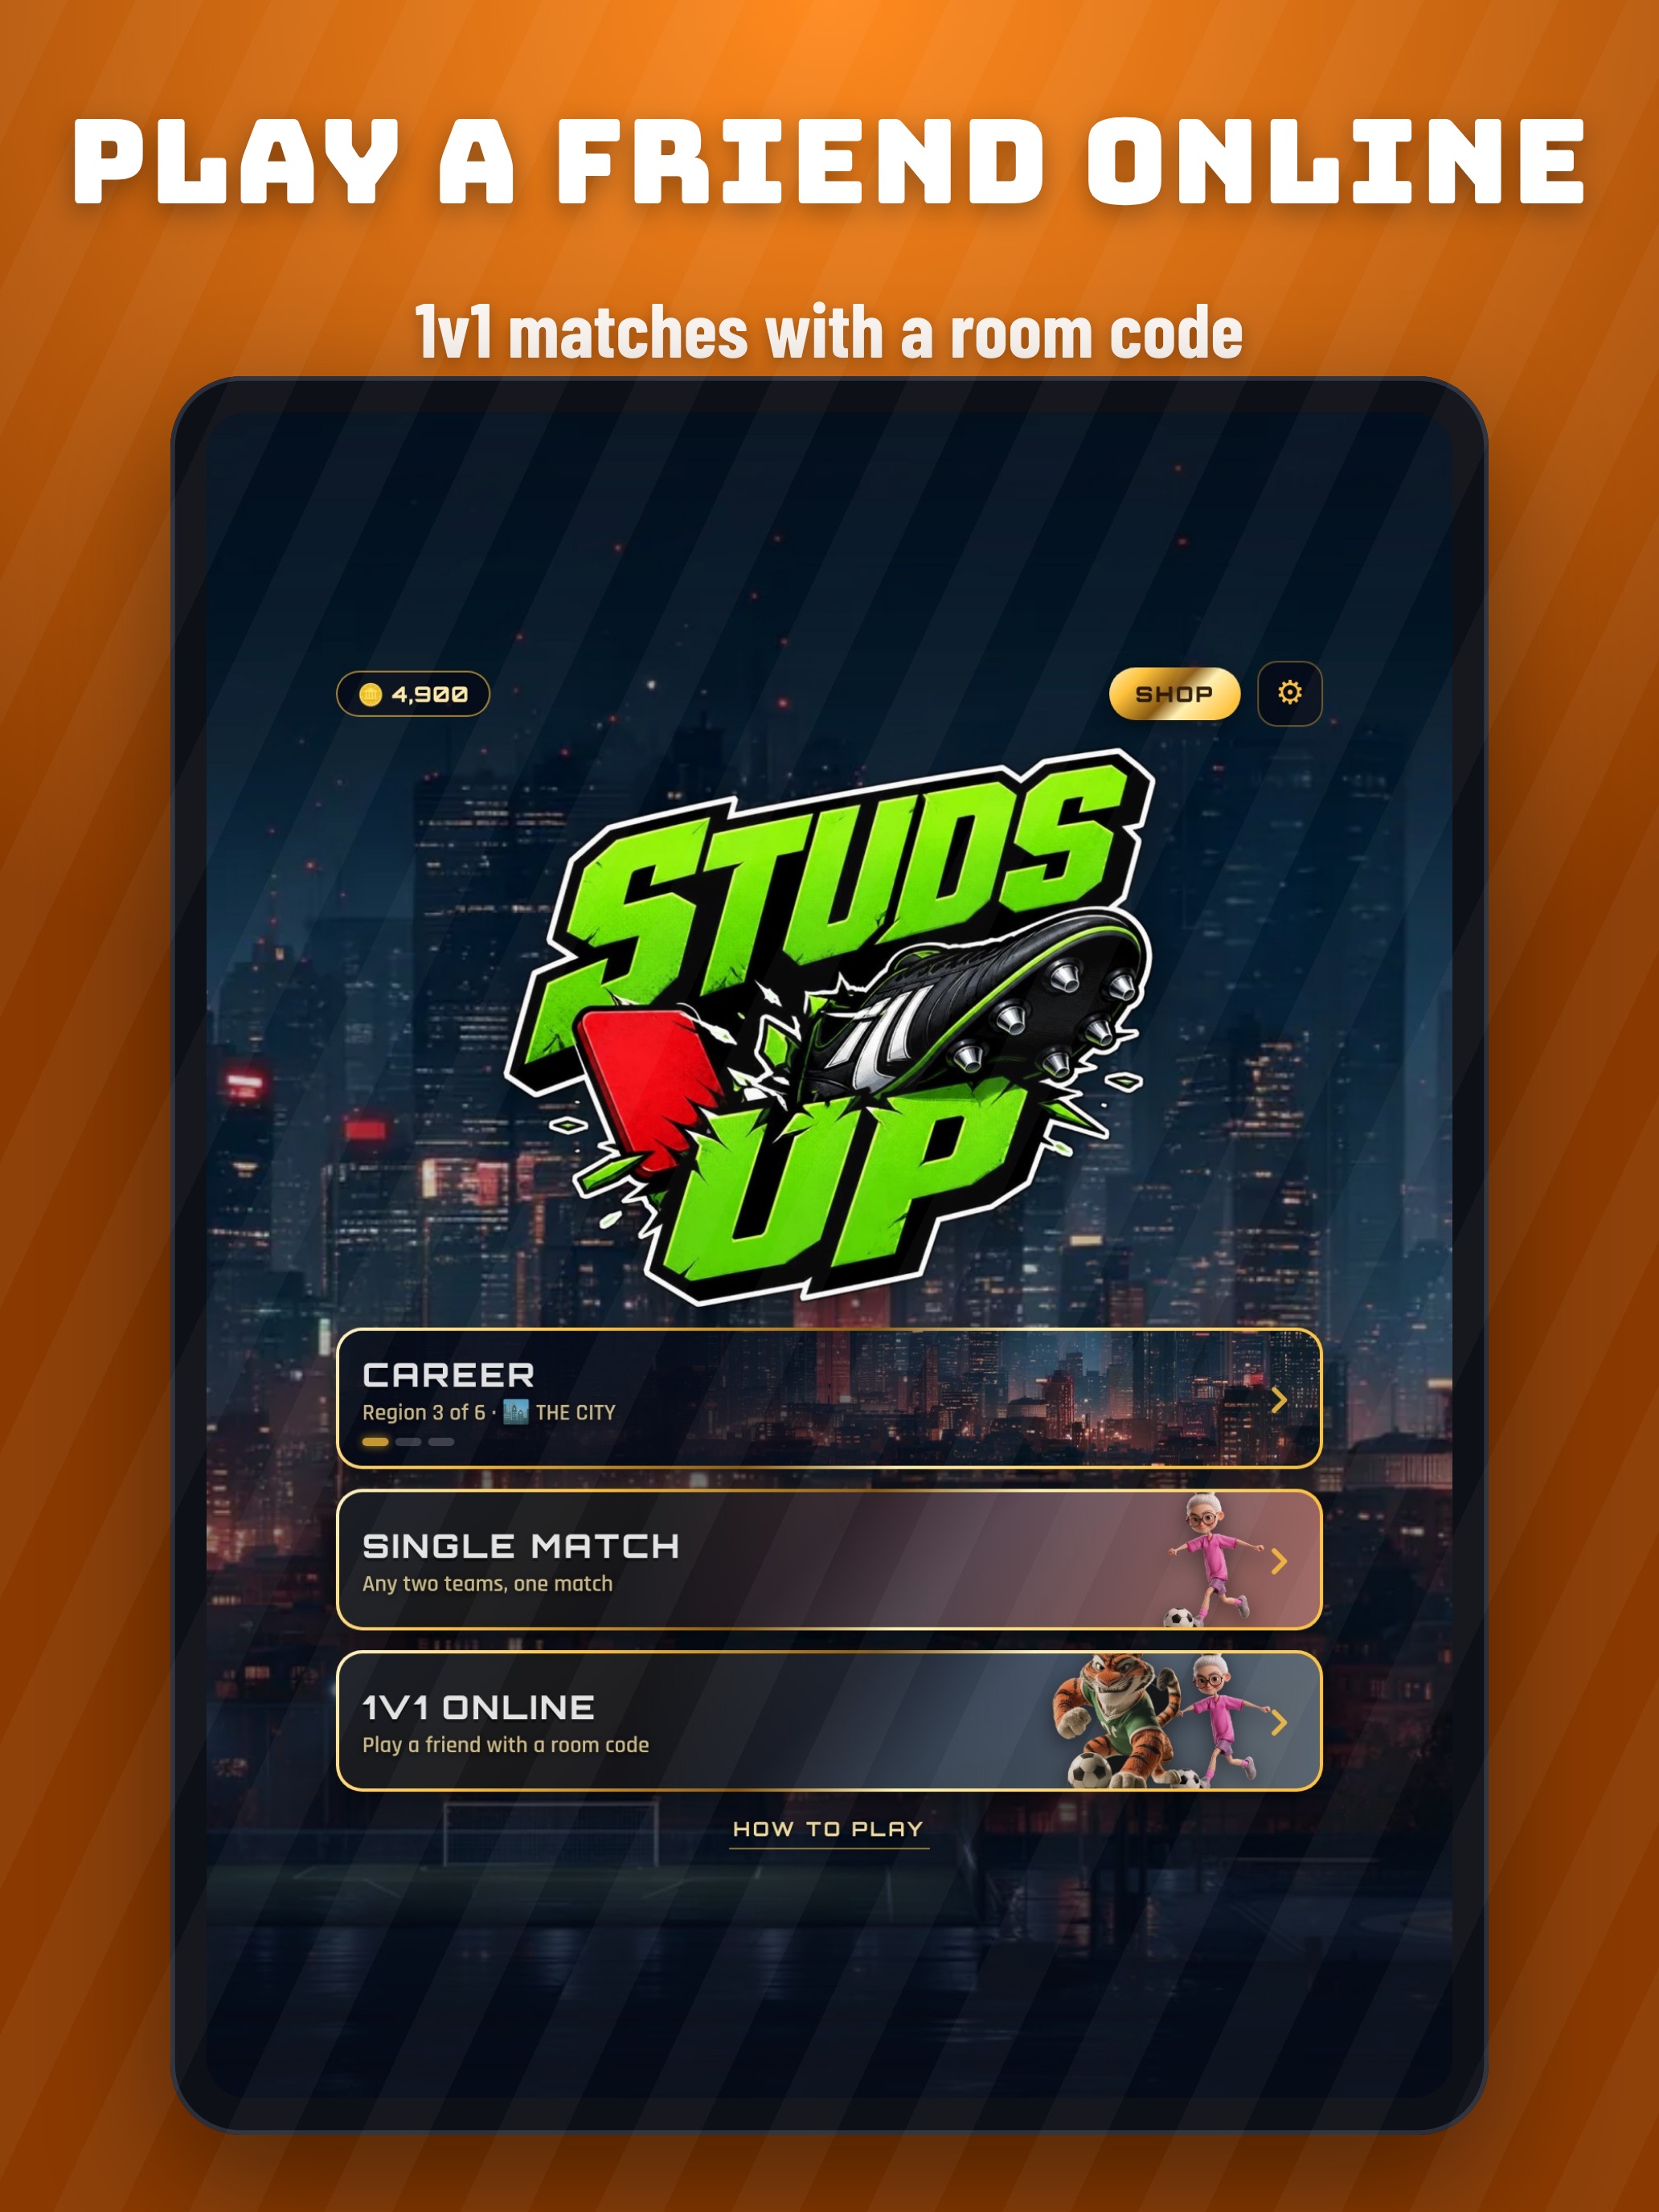 PLAY A FRIEND ONLINE
1v1 matches with a room code
4,900
SHOP
STUDS
UP
CAREER
Region 3 of 6 · THE CITY
SINGLE MATCH
Any two teams, one match
1V1 ONLINE
Play a friend with a room code
HOW TO PLAY